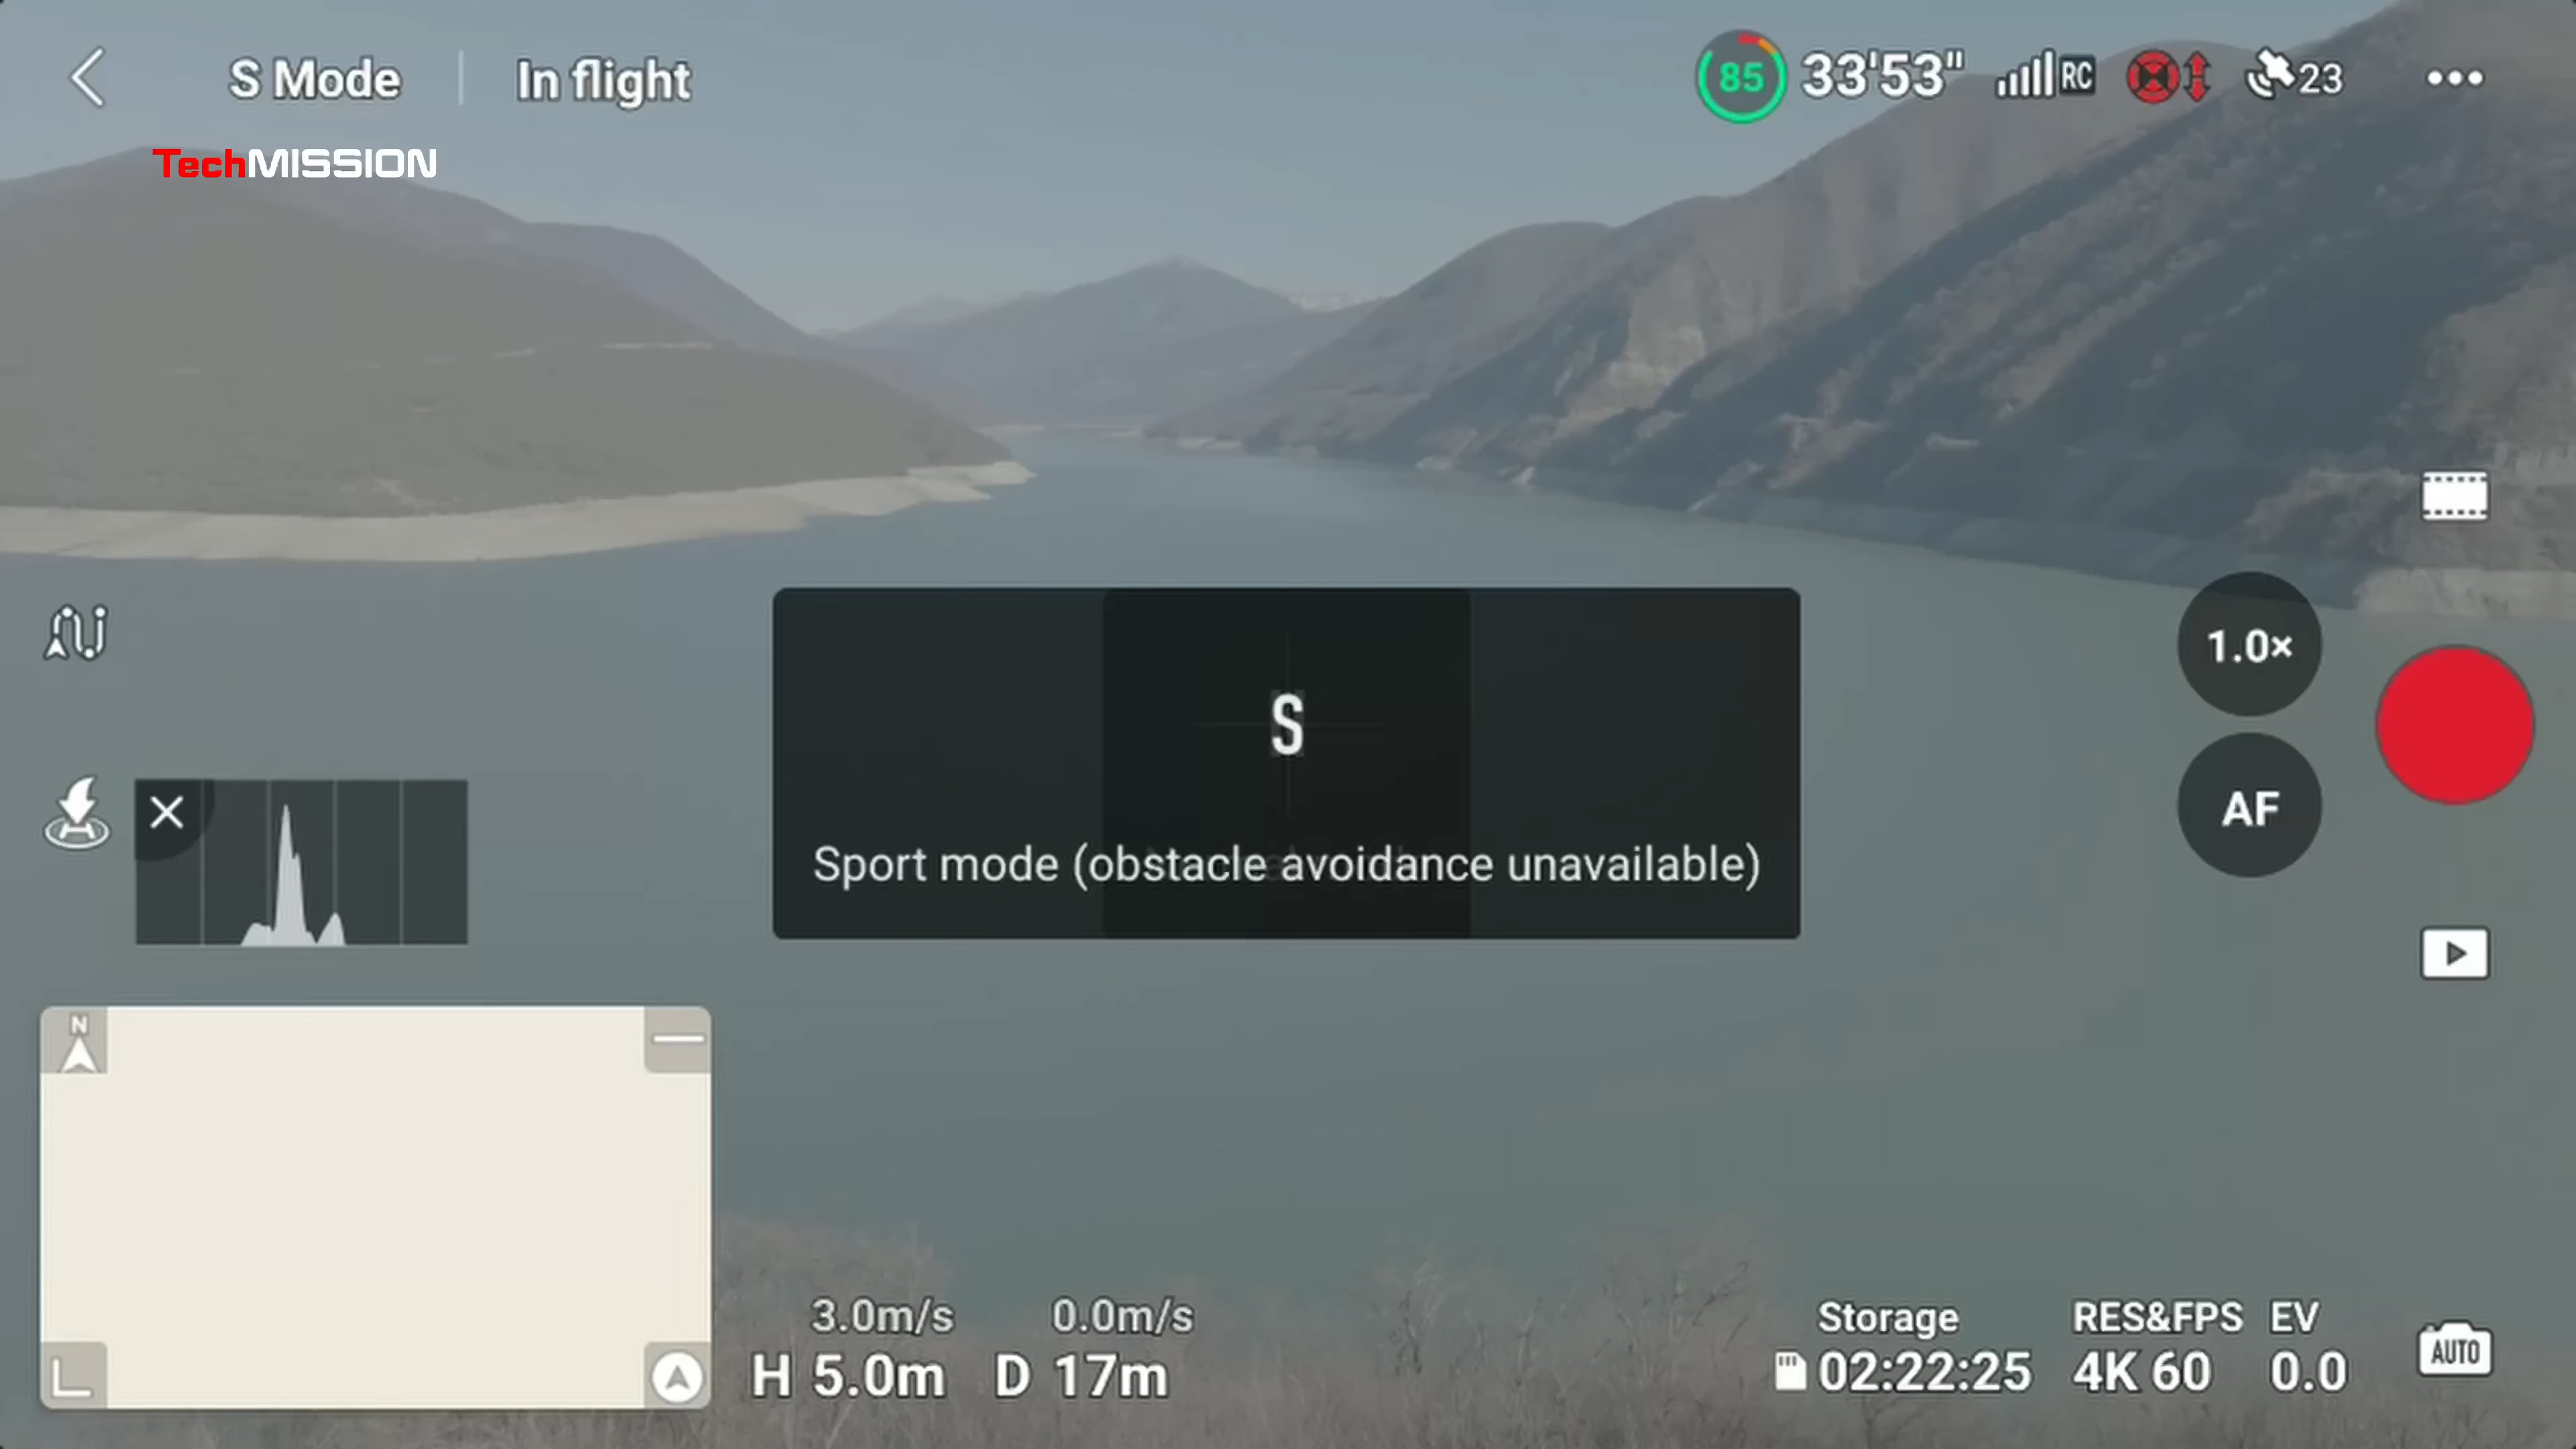 S Mode
In flight
85
33'53"
RC
23
TechMISSION
1.0×
S
AF
Sport mode (obstacle avoidance unavailable)
N
3.0m/s
0.0m/s
H 5.0m
D 17m
Storage
02:22:25
RES&FPS
4K 60
EV
0.0
AUTO